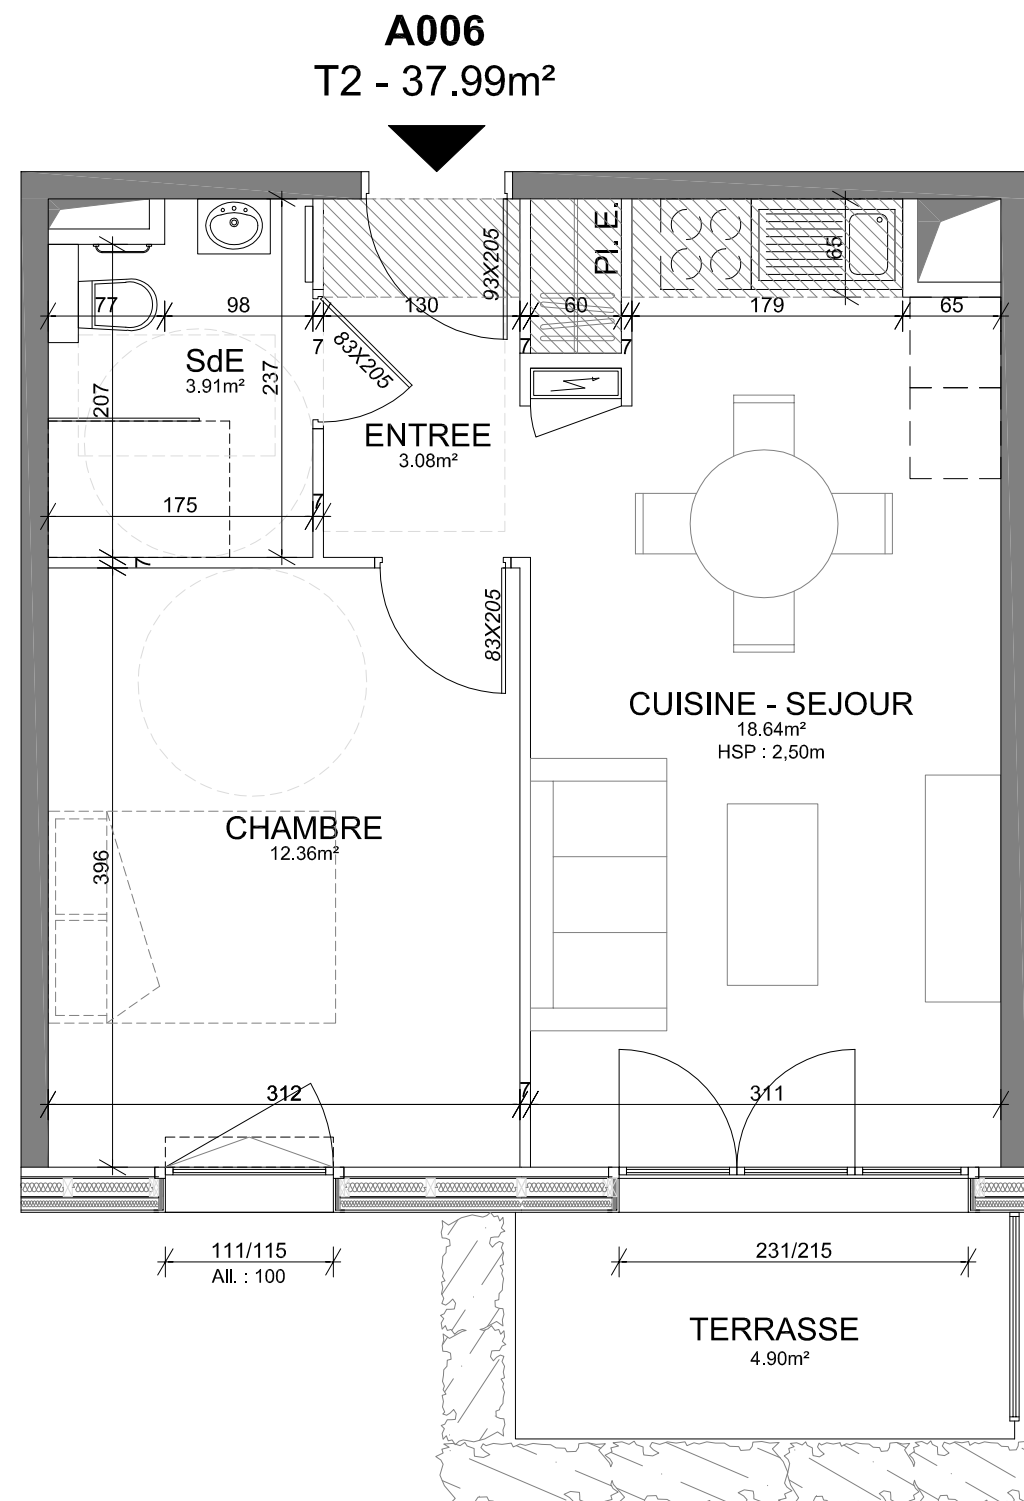 A006
T2 - 37.99m²
93X205
Pl. E.
65
77
98
130
60
179
65
7
7
7
83X205
SdE
3.91m²
237
207
ENTREE
3.08m²
175
7
7
83X205
CUISINE - SEJOUR
18.64m²
HSP : 2,50m
CHAMBRE
12.36m²
396
312
7
311
111/115
All. : 100
231/215
TERRASSE
4.90m²